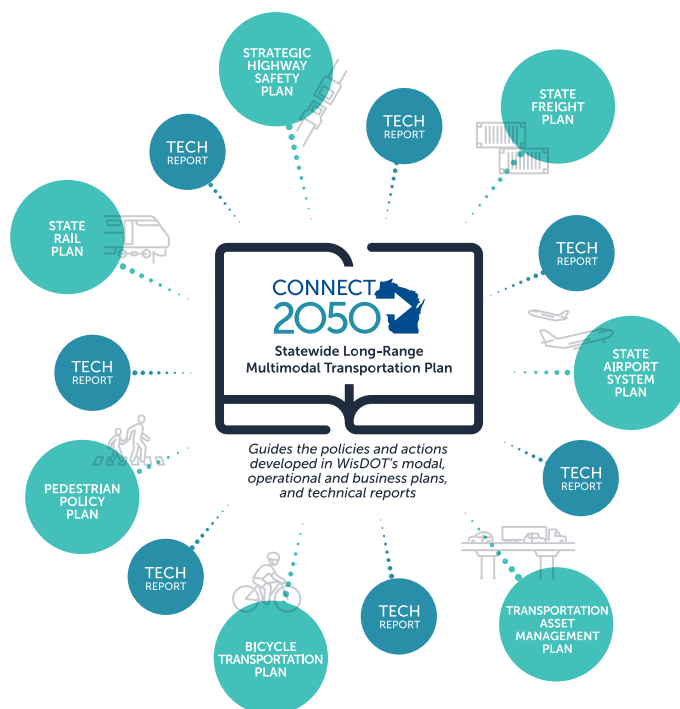 STRATEGIC
HIGHWAY
SAFETY
PLAN
STATE
FREIGHT
PLAN
TECH
REPORT
TECH
REPORT
STATE
RAIL
PLAN
TECH
REPORT
CONNECT
2050
Statewide Long-Range
Multimodal Transportation Plan
STATE
AIRPORT
SYSTEM
PLAN
TECH
REPORT
Guides the policies and actions
developed in WisDOT's modal,
operational and business plans,
and technical reports
PEDESTRIAN
POLICY
PLAN
TECH
REPORT
TECH
REPORT
TECH
REPORT
TRANSPORTATION
ASSET
MANAGEMENT
PLAN
BICYCLE
TRANSPORTATION
PLAN